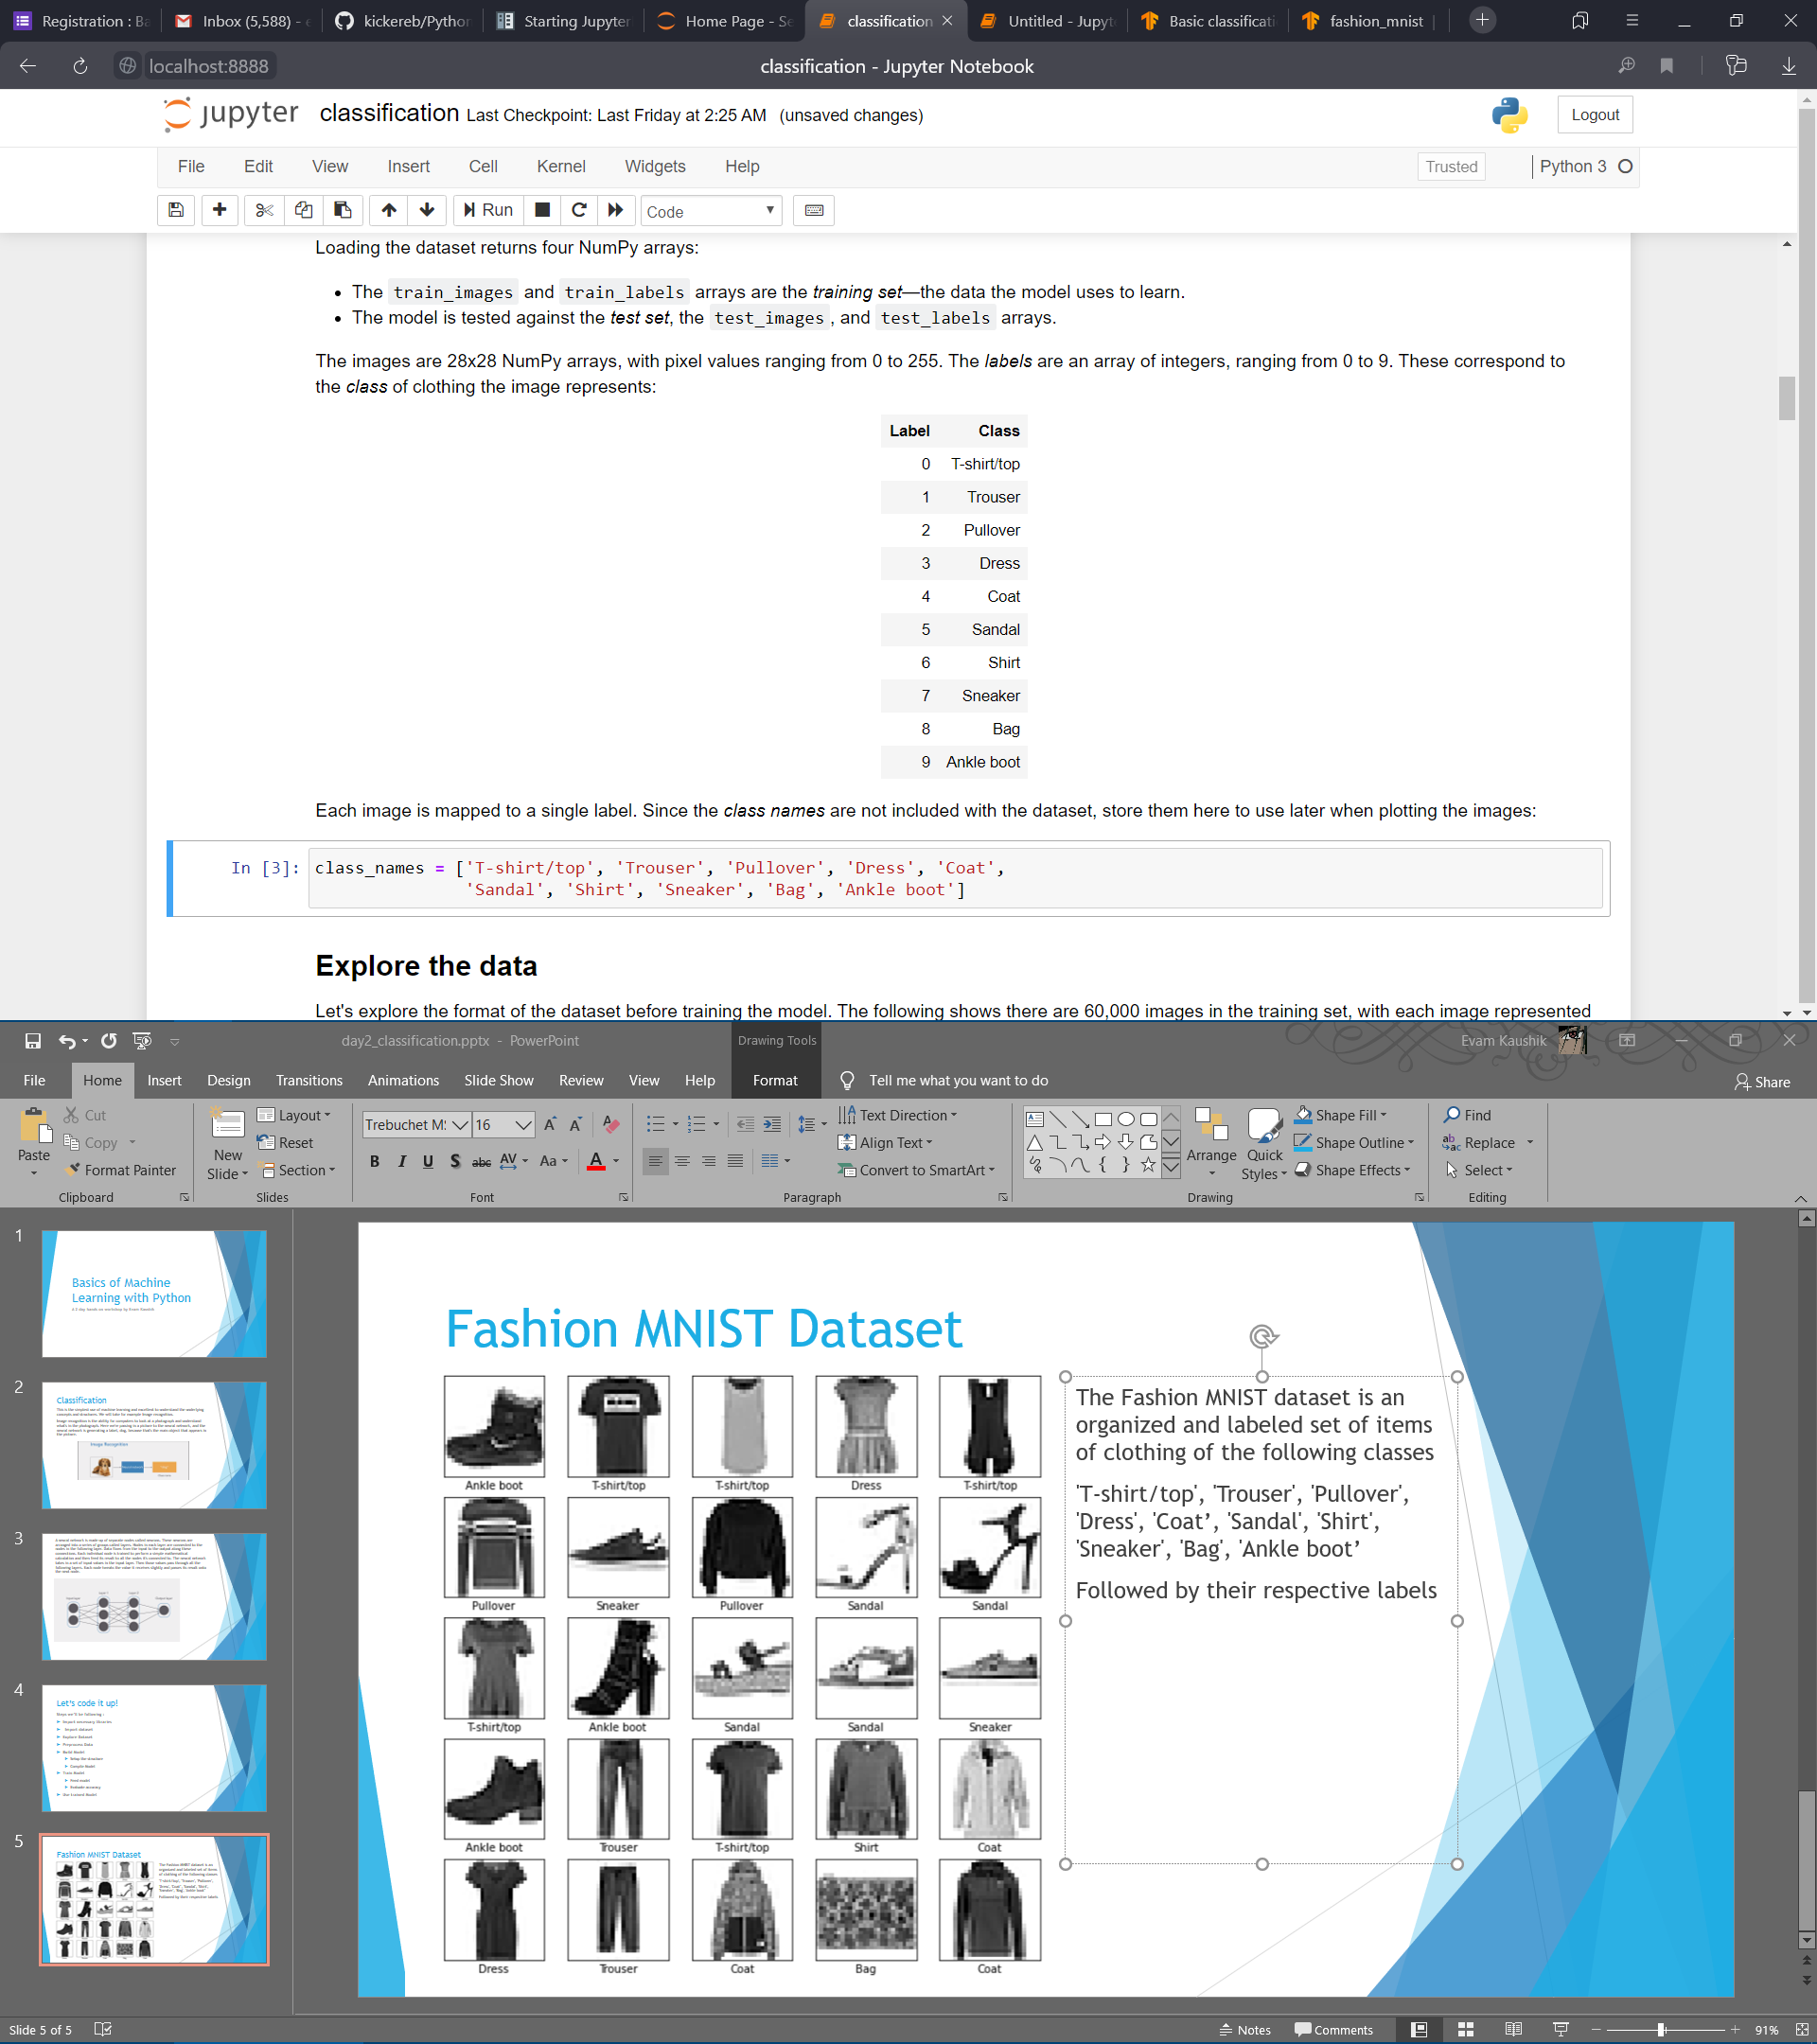 Registration : Ba
Inbox (5,588) - e
kickereb/Python
Starting Jupyter
Home Page - Se
classification
Untitled - Jupyt
Basic classificati
fashion_mnist
localhost:8888
classification - Jupyter Notebook
jupyter classification Last Checkpoint: Last Friday at 2:25 AM (unsaved changes)
Logout
File Edit View Insert Cell Kernel Widgets Help
Trusted
Python 3
Run
Code
Loading the dataset returns four NumPy arrays:
• The train_images and train_labels arrays are the training set—the data the model uses to learn.
• The model is tested against the test set, the test_images , and test_labels arrays.
The images are 28x28 NumPy arrays, with pixel values ranging from 0 to 255. The labels are an array of integers, ranging from 0 to 9. These correspond to
the class of clothing the image represents:
Label Class
0 T-shirt/top
1 Trouser
2 Pullover
3 Dress
4 Coat
5 Sandal
6 Shirt
7 Sneaker
8 Bag
9 Ankle boot
Each image is mapped to a single label. Since the class names are not included with the dataset, store them here to use later when plotting the images:
In [3]: class_names = ['T-shirt/top', 'Trouser', 'Pullover', 'Dress', 'Coat',
'Sandal', 'Shirt', 'Sneaker', 'Bag', 'Ankle boot']
Explore the data
Let's explore the format of the dataset before training the model. The following shows there are 60,000 images in the training set, with each image represented
day2_classification.pptx - PowerPoint
Drawing Tools
Evam Kaushik
File Home Insert Design Transitions Animations Slide Show Review View Help Format Tell me what you want to do
Share
Paste
Cut
Copy
Format Painter
Clipboard
New
Slide
Layout
Reset
Section
Slides
Trebuchet M 16
B I U S abc AV Aa A
Font
Text Direction
Align Text
Convert to SmartArt
Paragraph
Arrange
Quick
Styles
Shape Fill
Shape Outline
Shape Effects
Drawing
Find
Replace
Select
Editing
1
Basics of Machine
Learning with Python
2
Classification
Image Recognition
3
4
Let's code it up!
5
Fashion MNIST Dataset
Fashion MNIST Dataset
Ankle boot T-shirt/top T-shirt/top Dress T-shirt/top
Pullover Sneaker Pullover Sandal Sandal
T-shirt/top Ankle boot Sandal Sandal Sneaker
Ankle boot Trouser T-shirt/top Shirt Coat
Dress Trouser Coat Bag Coat
The Fashion MNIST dataset is an
organized and labeled set of items
of clothing of the following classes
'T-shirt/top', 'Trouser', 'Pullover',
'Dress', 'Coat’, 'Sandal', 'Shirt',
'Sneaker', 'Bag', 'Ankle boot’
Followed by their respective labels
Slide 5 of 5
Notes
Comments
91%